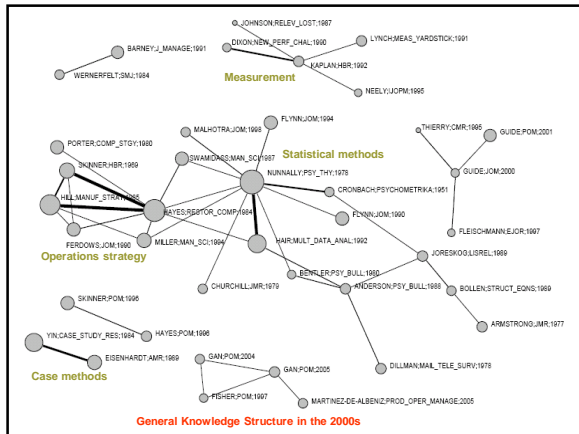 JOHNSON;RELEV_LOST;1987
DIXON;NEW_PERF_CHAL;1990
LYNCH;MEAS_YARDSTICK;1991
BARNEY;J_MANAGE;1991
KAPLAN;HBR;1992
WERNERFELT;SMJ;1984
Measurement
NEELY;IJOPM;1995
FLYNN;JOM;1994
MALHOTRA;JOM;1998
THIERRY;CMR;1995
GUIDE;POM;2001
PORTER;COMP_STGY;1980
Statistical methods
SWAMIDASS;MAN_SCI;1987
SKINNER;HBR;1969
GUIDE;JOM;2000
NUNNALLY;PSY_THY;1978
CRONBACH;PSYCHOMETRIKA;1951
FLEISCHMANN;EJOR;1997
HILL;MANUF_STRAT;1985
HAYES;RESTOR_COMP;1984
FLYNN;JOM;1990
FERDOWS;JOM;1990
MILLER;MAN_SCI;1994
HAIR;MULT_DATA_ANAL;1992
Operations strategy
JORESKOG;LISREL;1989
BENTLER;PSY_BULL;1980
CHURCHILL;JMR;1979
ANDERSON;PSY_BULL;1988
BOLLEN;STRUCT_EQNS;1989
SKINNER;POM;1996
ARMSTRONG;JMR;1977
HAYES;POM;1996
YIN;CASE_STUDY_RES;1984
EISENHARDT;AMR;1989
GAN;POM;2004
GAN;POM;2005
DILLMAN;MAIL_TELE_SURV;1978
Case methods
FISHER;POM;1997
MARTINEZ-DE-ALBENIZ;PROD_OPER_MANAGE;2005
General Knowledge Structure in the 2000s